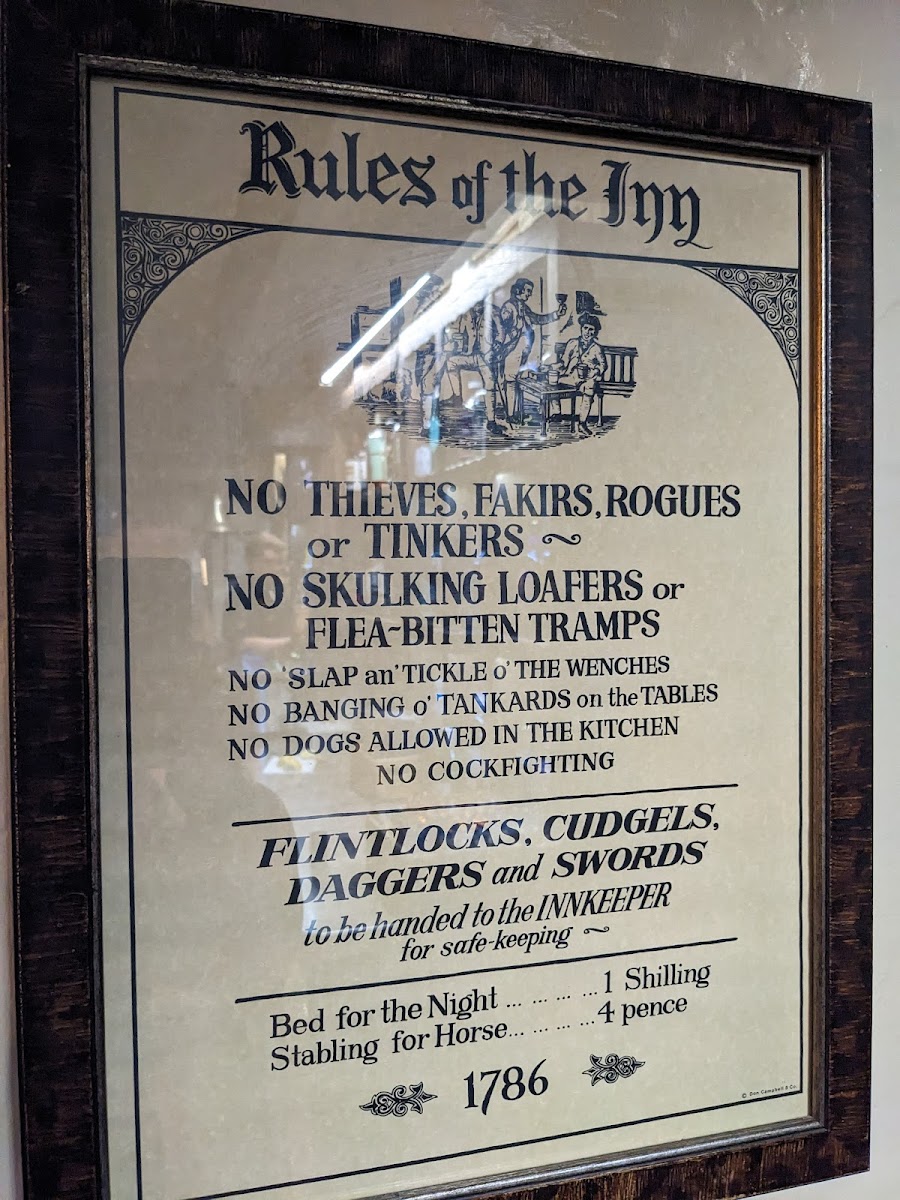 Rules of the Inn
NO THIEVES, FAKIRS, ROGUES
or TINKERS ~
NO SKULKING LOAFERS or
FLEA-BITTEN TRAMPS
NO 'SLAP an' TICKLE o' THE WENCHES
NO BANGING o' TANKARDS on the TABLES
NO DOGS ALLOWED IN THE KITCHEN
NO COCKFIGHTING
FLINTLOCKS, CUDGELS,
DAGGERS and SWORDS
to be handed to the INNKEEPER
for safe-keeping ~
Bed for the Night ... ... ... ... 1 Shilling
Stabling for Horse... ... ... ...4 pence
1786
© Don Campbell & Co.